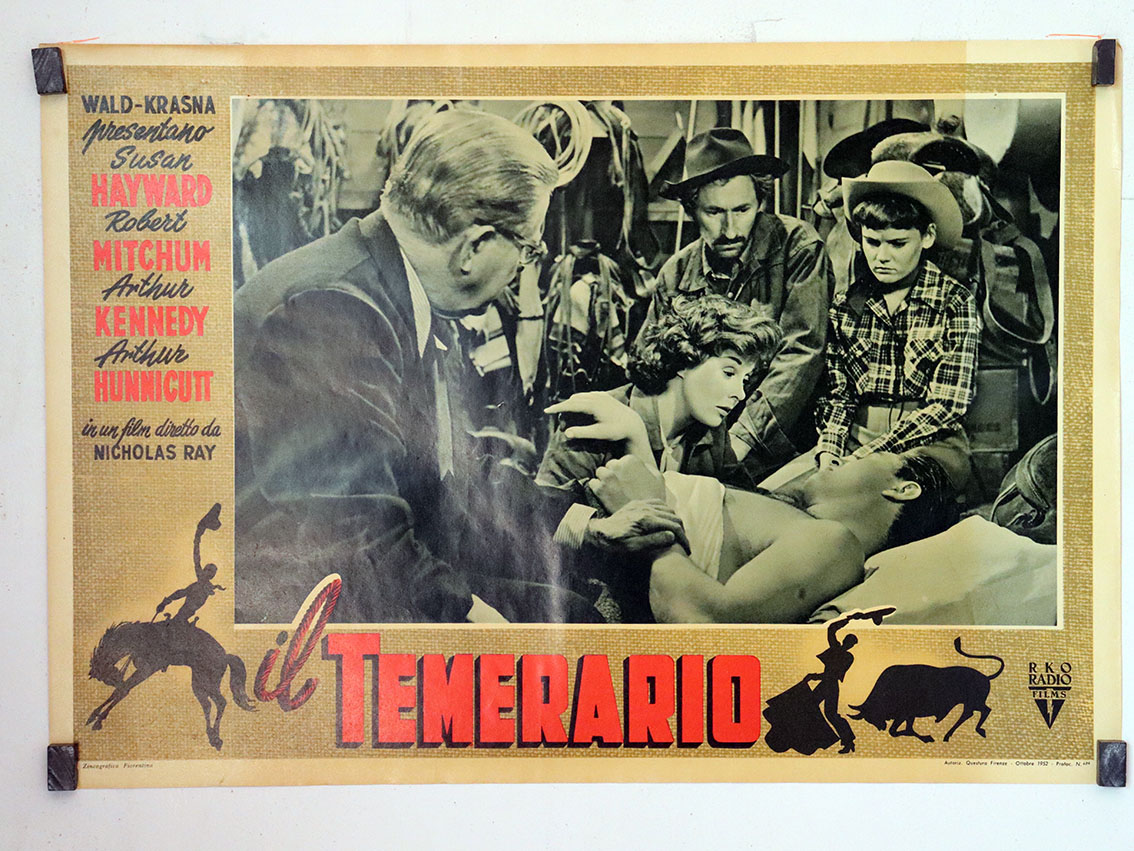 WALD-KRASNA
presentano
Susan
HAYWARD
Robert
MITCHUM
Arthur
KENNEDY
Arthur
HUNNICUTT
in un film diretto da
NICHOLAS RAY
il TEMERARIO
RKO
RADIO
FILMS
Zincografica Fiorentina
Autoriz. Questura Firenze - Ottobre 1952 - Protoc. N.